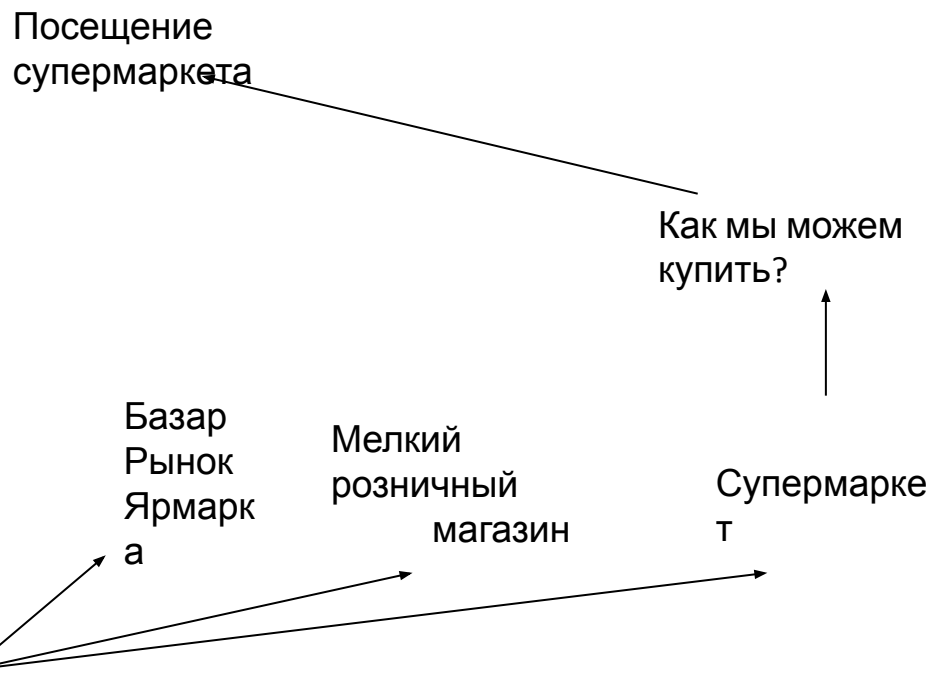 Посещение
супермаркета
Как мы можем
купить?
Базар
Рынок
Ярмарк
а
Мелкий
розничный
магазин
Супермарке
т